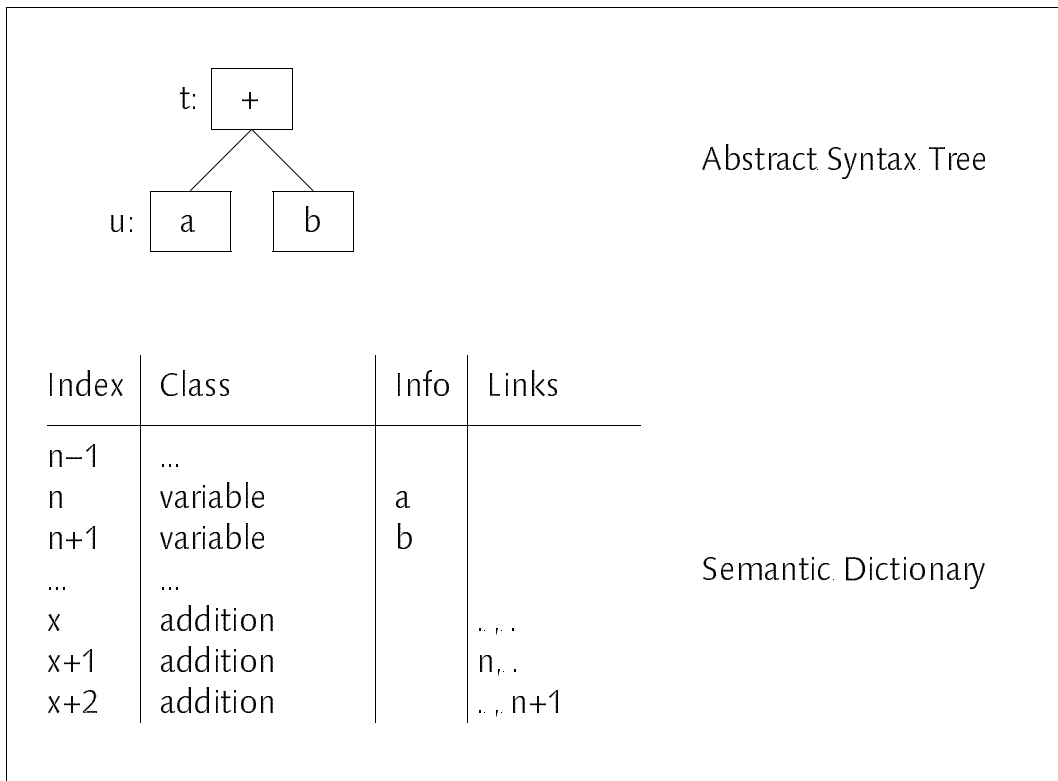 t: +
Abstract Syntax Tree
u: a b
Index Class Info Links
n–1 ...
n variable a
n+1 variable b
... ...
Semantic Dictionary
x addition . , .
x+1 addition n, .
x+2 addition . , n+1